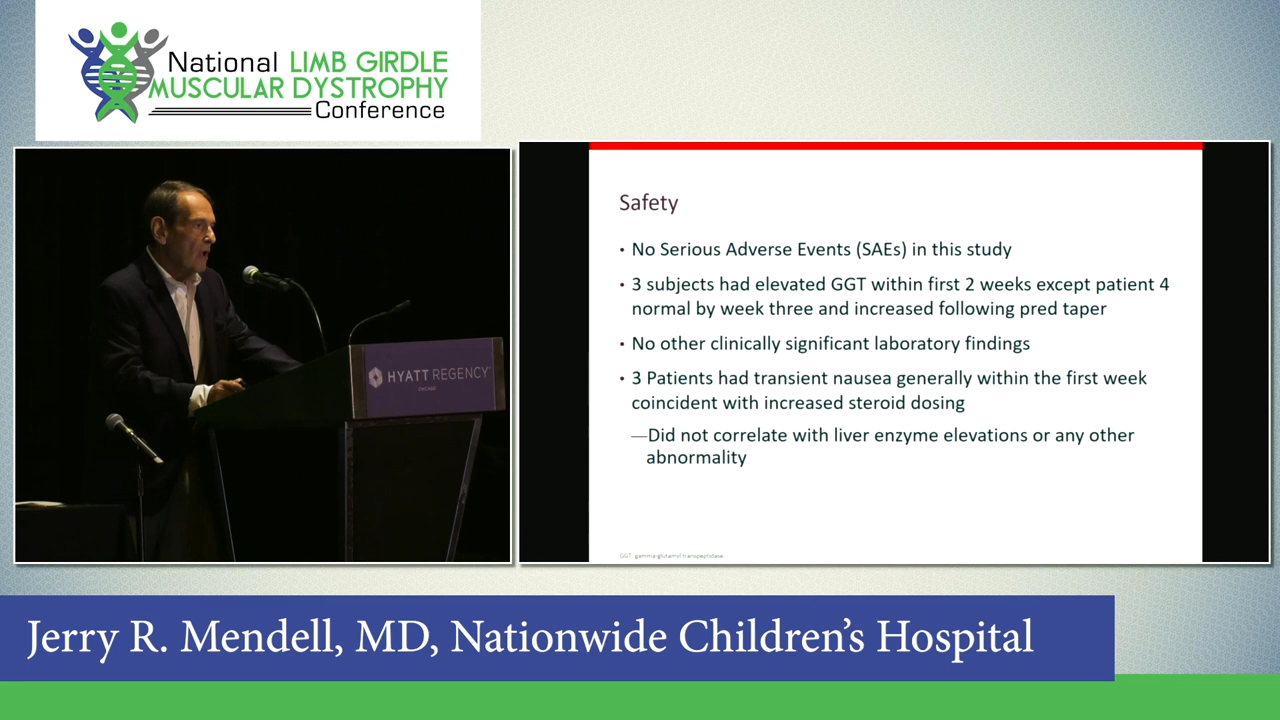 National LIMB GIRDLE
MUSCULAR DYSTROPHY
Conference
HYATT REGENCY
CHICAGO
Safety
• No Serious Adverse Events (SAEs) in this study
• 3 subjects had elevated GGT within first 2 weeks except patient 4
normal by week three and increased following pred taper
• No other clinically significant laboratory findings
• 3 Patients had transient nausea generally within the first week
coincident with increased steroid dosing
—Did not correlate with liver enzyme elevations or any other
abnormality
GGT: gamma-glutamyl transpeptidase.
Jerry R. Mendell, MD, Nationwide Children's Hospital